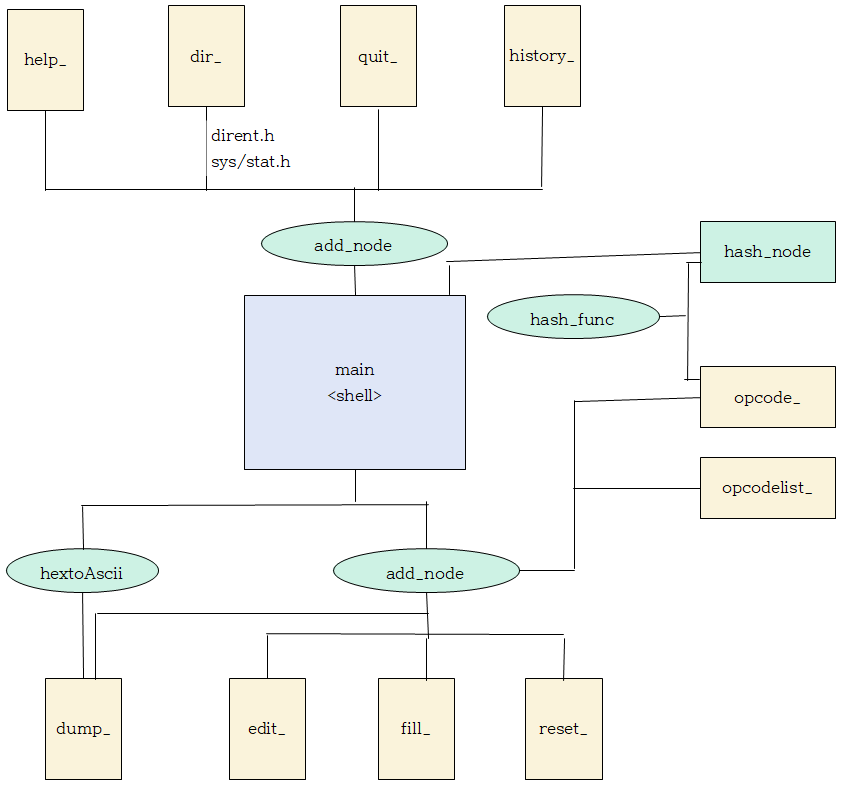 help_
dir_
quit_
history_
dirent.h
sys/stat.h
add_node
hash_node
hash_func
main
<shell>
opcode_
opcodelist_
hextoAscii
add_node
dump_
edit_
fill_
reset_